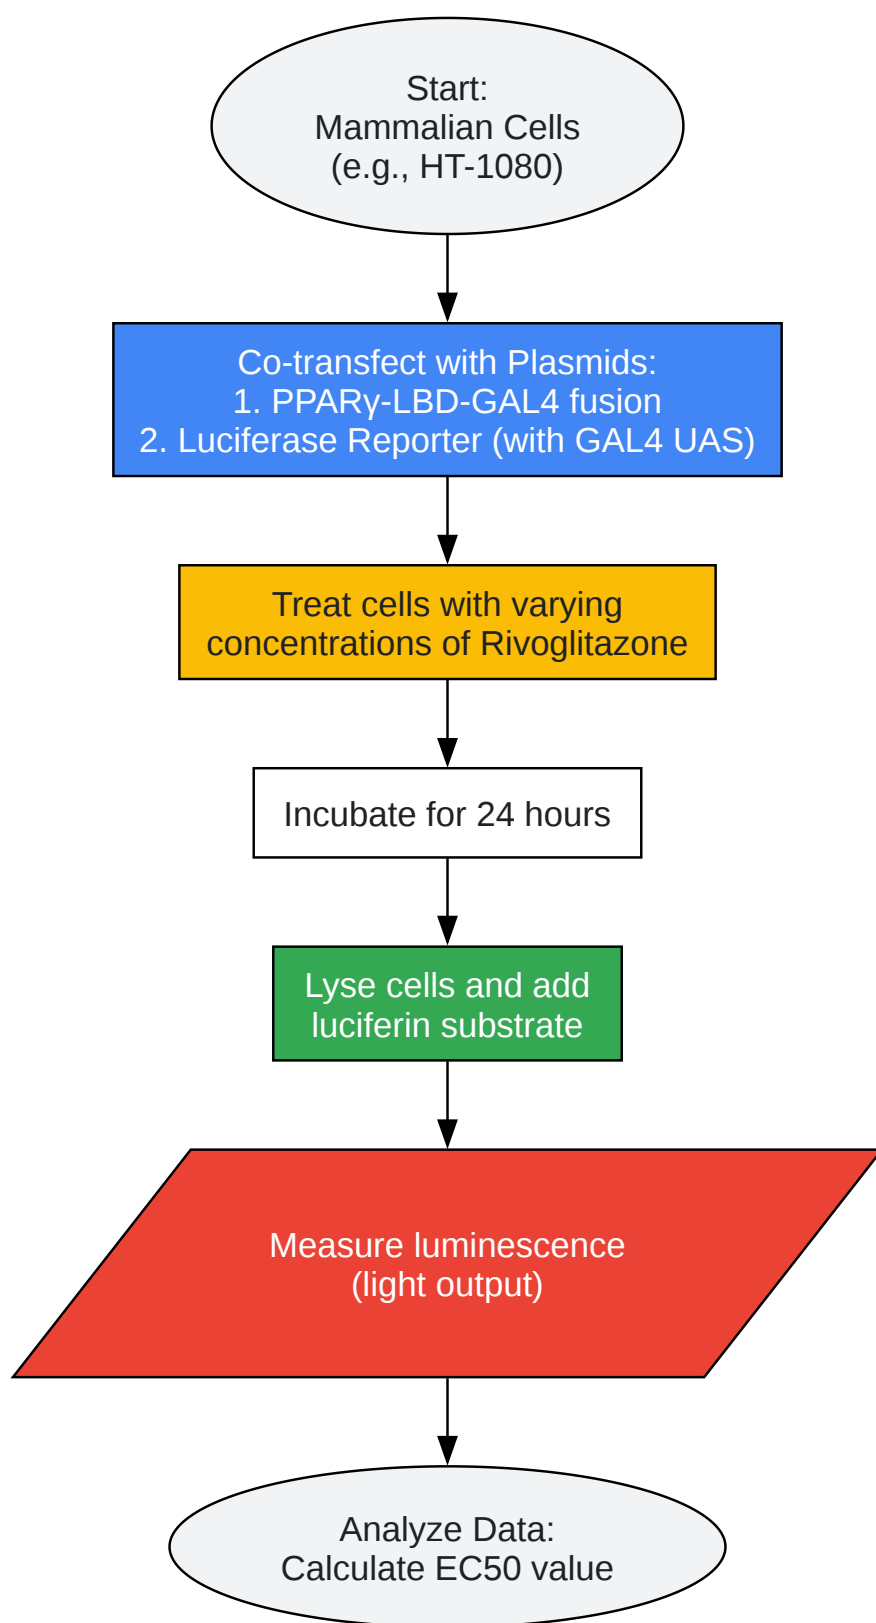 Start:
Mammalian Cells
(e.g., HT-1080)
Co-transfect with Plasmids:
1. PPARγ-LBD-GAL4 fusion
2. Luciferase Reporter (with GAL4 UAS)
Treat cells with varying
concentrations of Rivoglitazone
Incubate for 24 hours
Lyse cells and add
luciferin substrate
Measure luminescence
(light output)
Analyze Data:
Calculate EC50 value